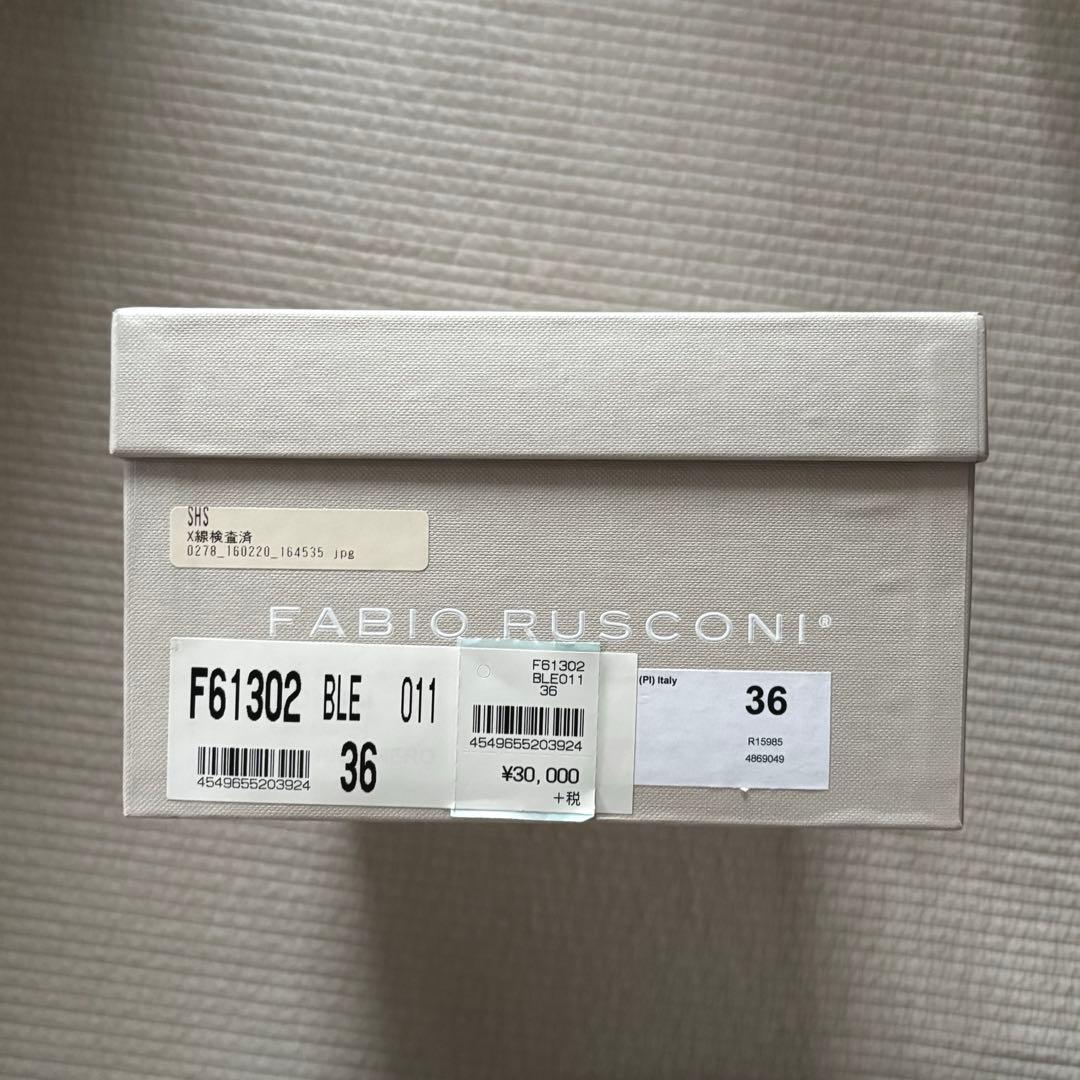 SHS
X線検査済
0278_160220_164535 jpg
FABIO RUSCONI®
F61302 BLE 011
36
4549655203924
F61302
BLE011
36
4549655203924
¥30,000
+税
(PI) Italy
36
R15985
4869049